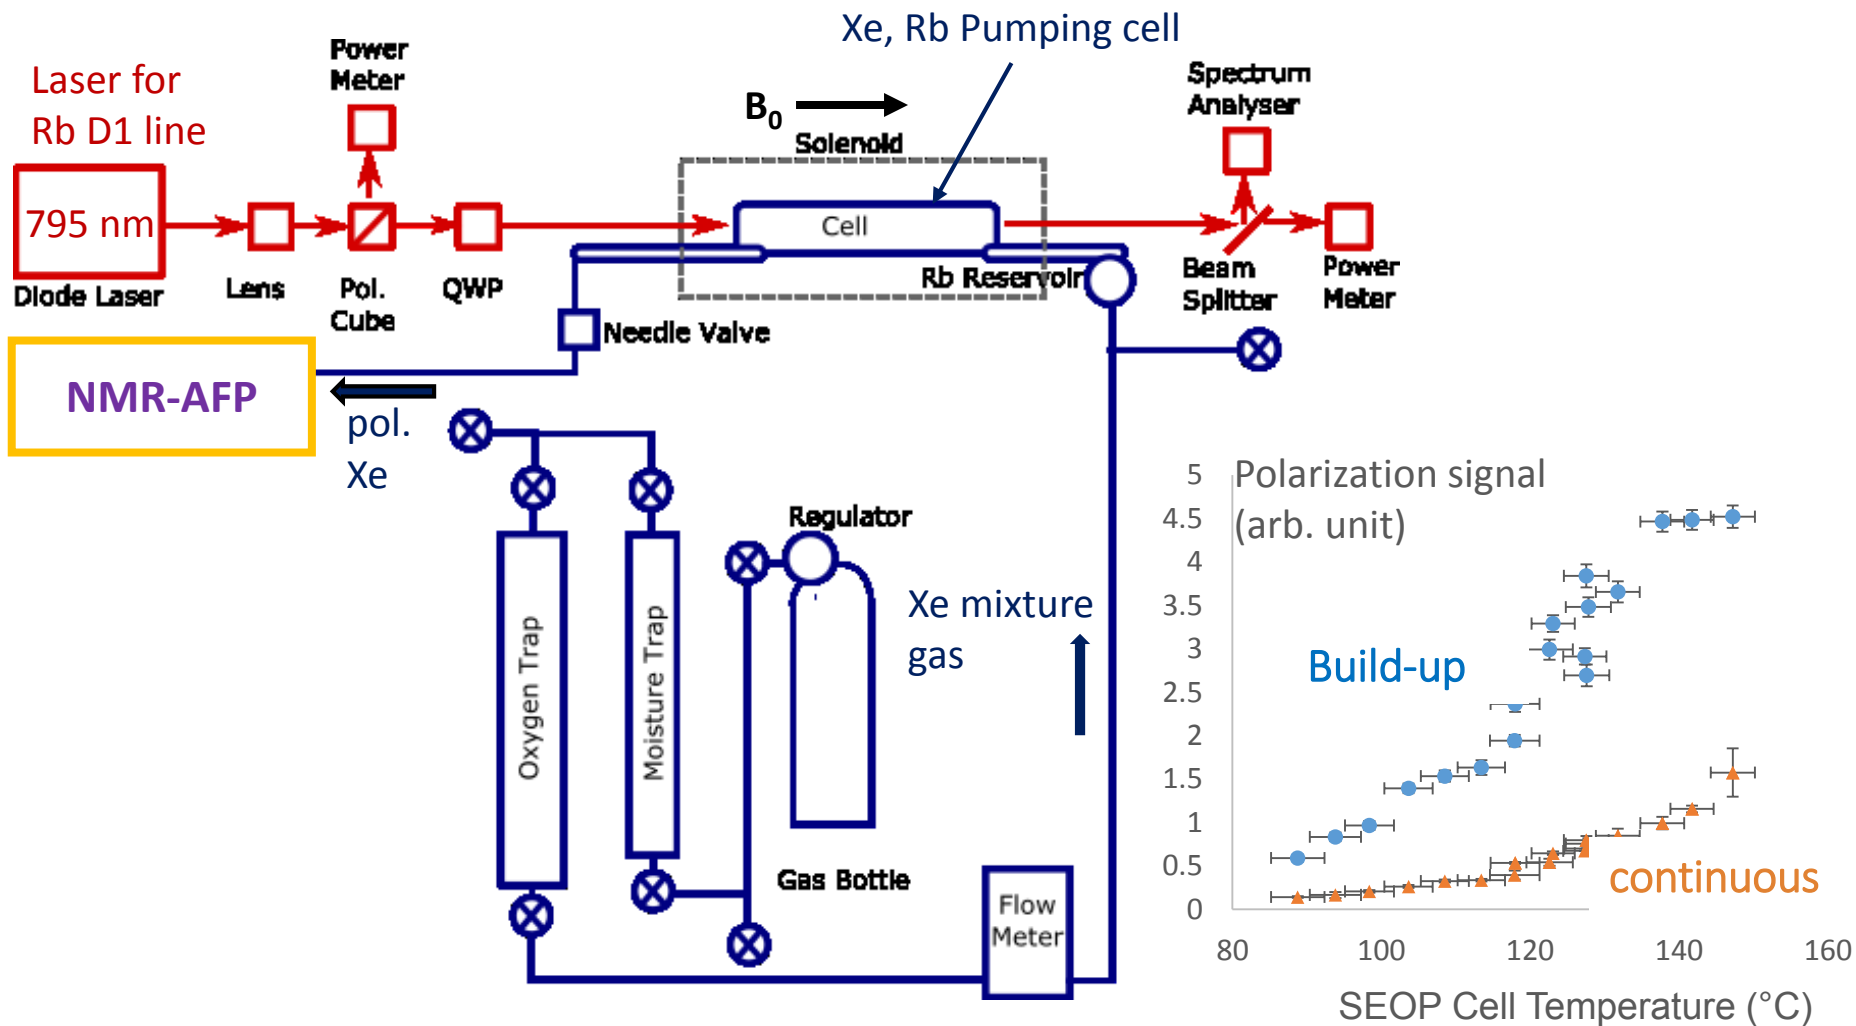 Xe, Rb Pumping cell
Power
Meter
Laser for
Rb D1 line
B₀
Solenoid
Spectrum
Analyser
795 nm
Cell
Diode Laser
Lens
Pol.
Cube
QWP
Rb Reservoir
Beam
Splitter
Power
Meter
Needle Valve
NMR-AFP
pol.
Xe
Regulator
Oxygen Trap
Moisture Trap
Xe mixture
gas
Gas Bottle
Flow
Meter
Polarization signal
(arb. unit)
5
4.5
4
3.5
3
2.5
2
1.5
1
0.5
0
Build-up
continuous
80 100 120 140 160
SEOP Cell Temperature (°C)